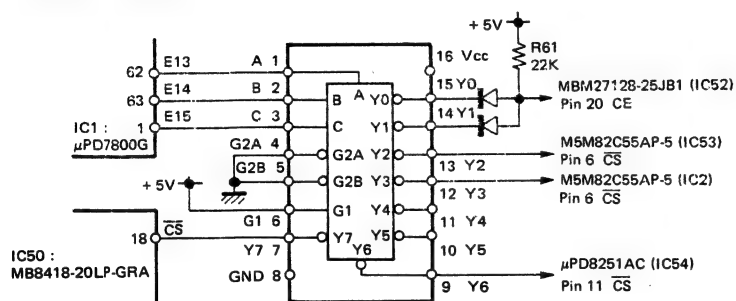 + 5V
R61
22K
62 E13 A 1
63 E14 B 2
1 E15 C 3
IC1 :
μPD7800G
G2A 4
G2B 5
+ 5V
G1 6
18 CS
Y7 7
GND 8
IC50 :
MB8418-20LP-GRA
A
B
C
G2A
G2B
G1
Y7
Y0
Y1
Y2
Y3
Y4
Y5
Y6
16 Vcc
15 Y0
14 Y1
13 Y2
12 Y3
11 Y4
10 Y5
9 Y6
MBM27128-25JB1 (IC52)
Pin 20 CE
M5M82C55AP-5 (IC53)
Pin 6 CS
M5M82C55AP-5 (IC2)
Pin 6 CS
μPD8251AC (IC54)
Pin 11 CS